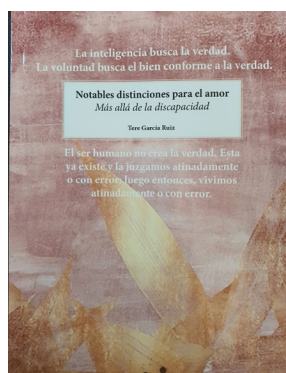 La inteligencia busca la verdad.
La voluntad busca el bien conforme a la verdad.
Notables distinciones para el amor
Más allá de la discapacidad
Tere García Ruiz
El ser humano no crea la verdad. Esta
ya existe y la juzgamos atinadamente
o con error, luego entonces, vivimos
atinadamente o con error.